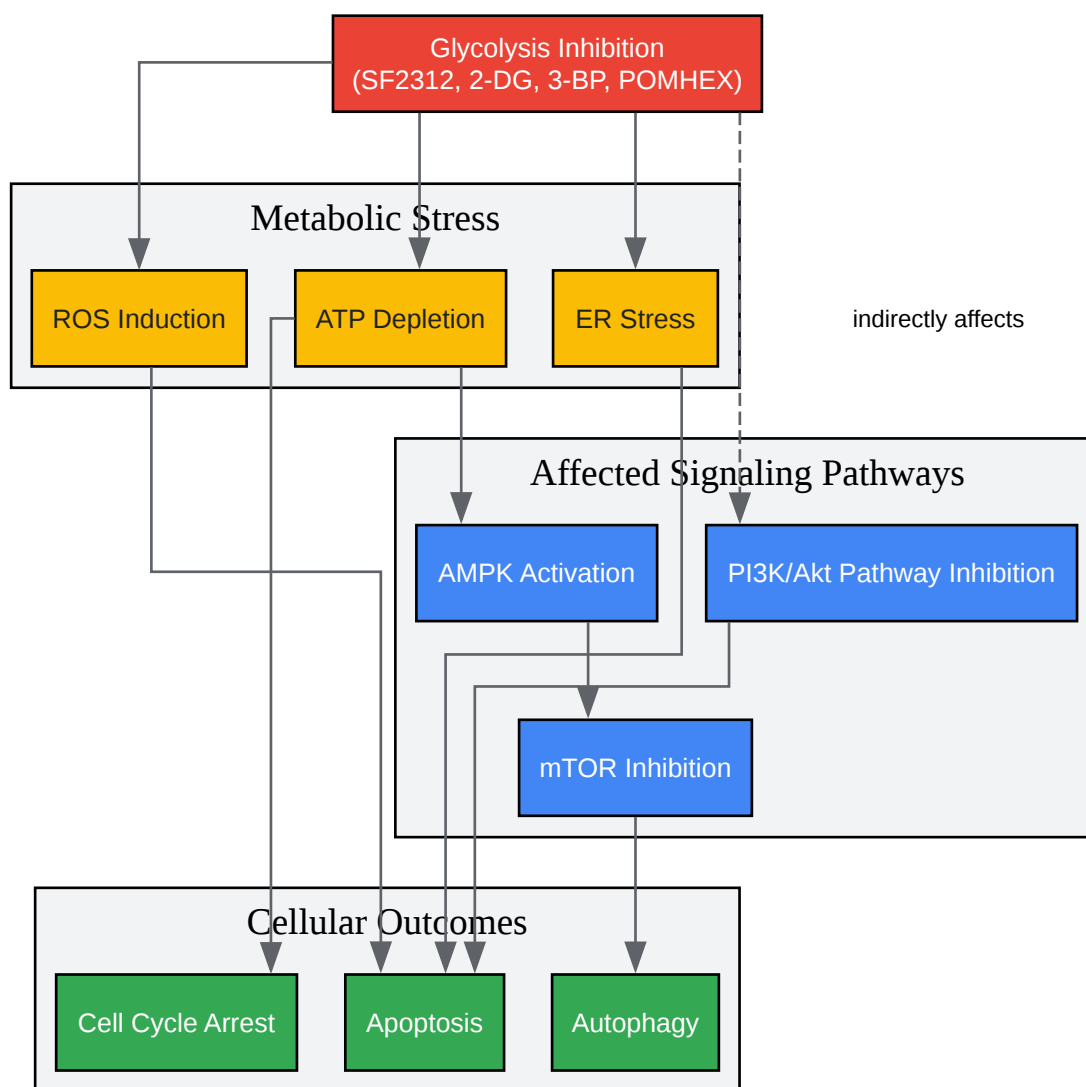 Glycolysis Inhibition
(SF2312, 2-DG, 3-BP, POMHEX)
Metabolic Stress
ROS Induction
ATP Depletion
ER Stress
indirectly affects
Affected Signaling Pathways
AMPK Activation
PI3K/Akt Pathway Inhibition
mTOR Inhibition
Cellular Outcomes
Cell Cycle Arrest
Apoptosis
Autophagy